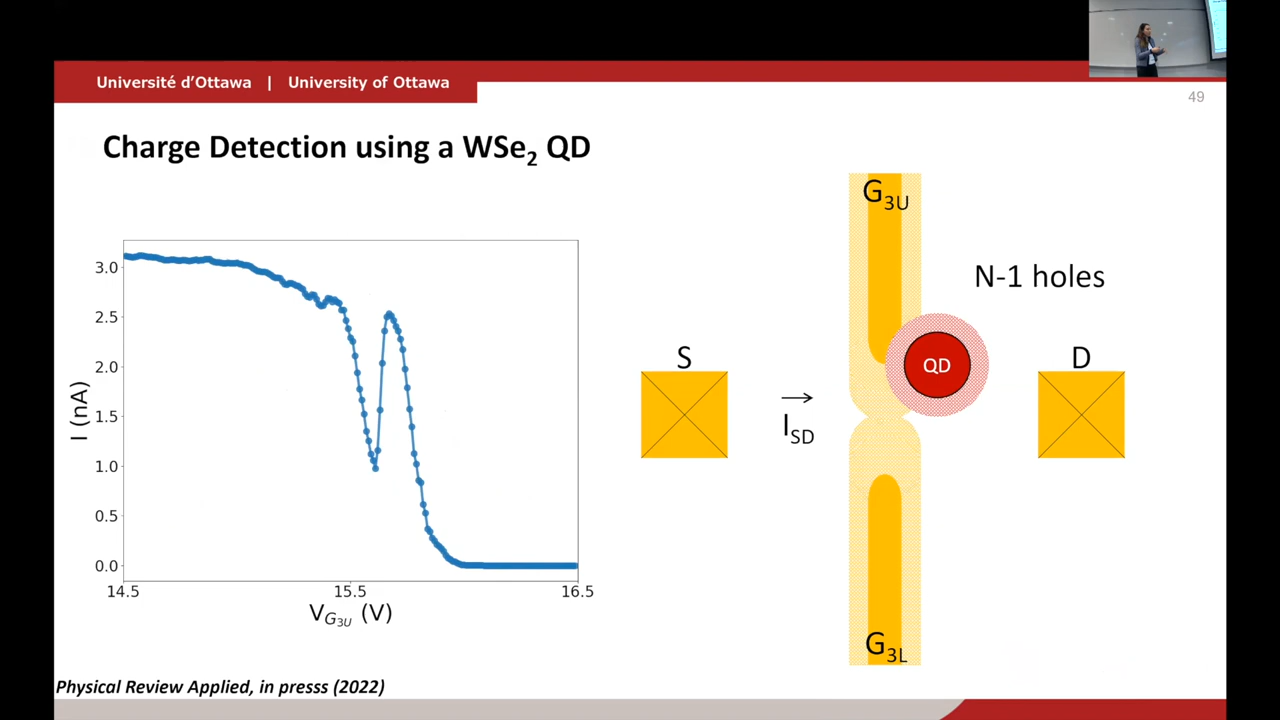 Université d'Ottawa | University of Ottawa
49
Charge Detection using a WSe₂ QD
G₃U
N-1 holes
3.0
2.5
2.0
1.5
1.0
0.5
0.0
I (nA)
14.5
15.5
16.5
V_G₃U (V)
S
I_SD
QD
D
G₃L
Physical Review Applied, in presss (2022)